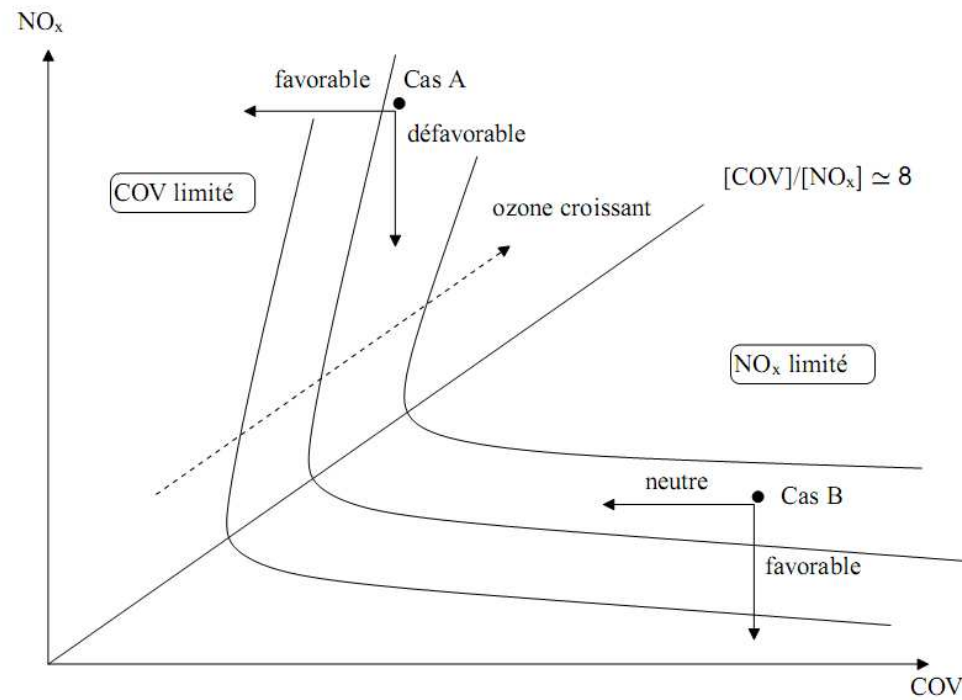 NOₓ
favorable
Cas A
défavorable
COV limité
[COV]/[NOₓ] ≃ 8
ozone croissant
NOₓ limité
neutre
Cas B
favorable
COV